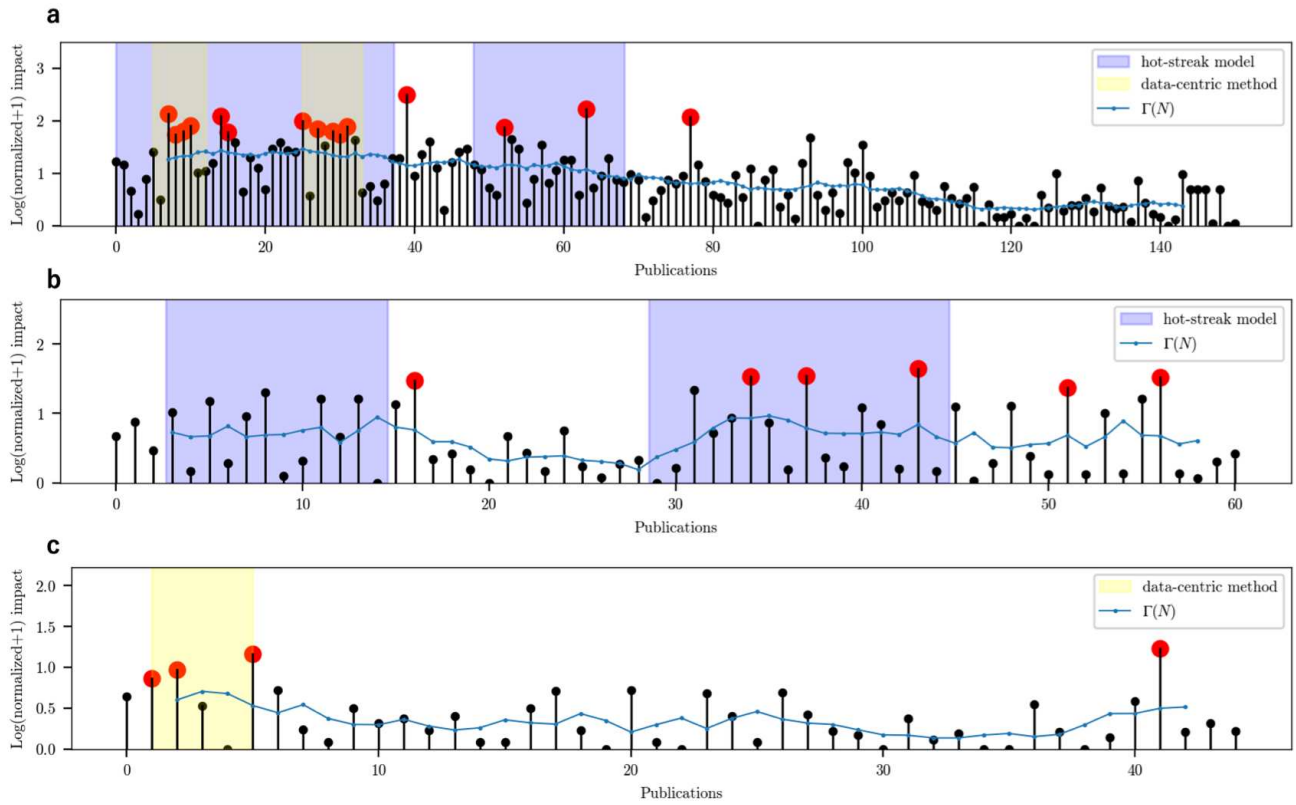 a
Log(normalized+1) impact
3
2
1
0
hot-streak model
data-centric method
Γ(N)
0 20 40 60 80 100 120 140
Publications
b
Log(normalized+1) impact
2
1
0
hot-streak model
Γ(N)
0 10 20 30 40 50 60
Publications
c
Log(normalized+1) impact
2.0
1.5
1.0
0.5
0.0
data-centric method
Γ(N)
0 10 20 30 40
Publications